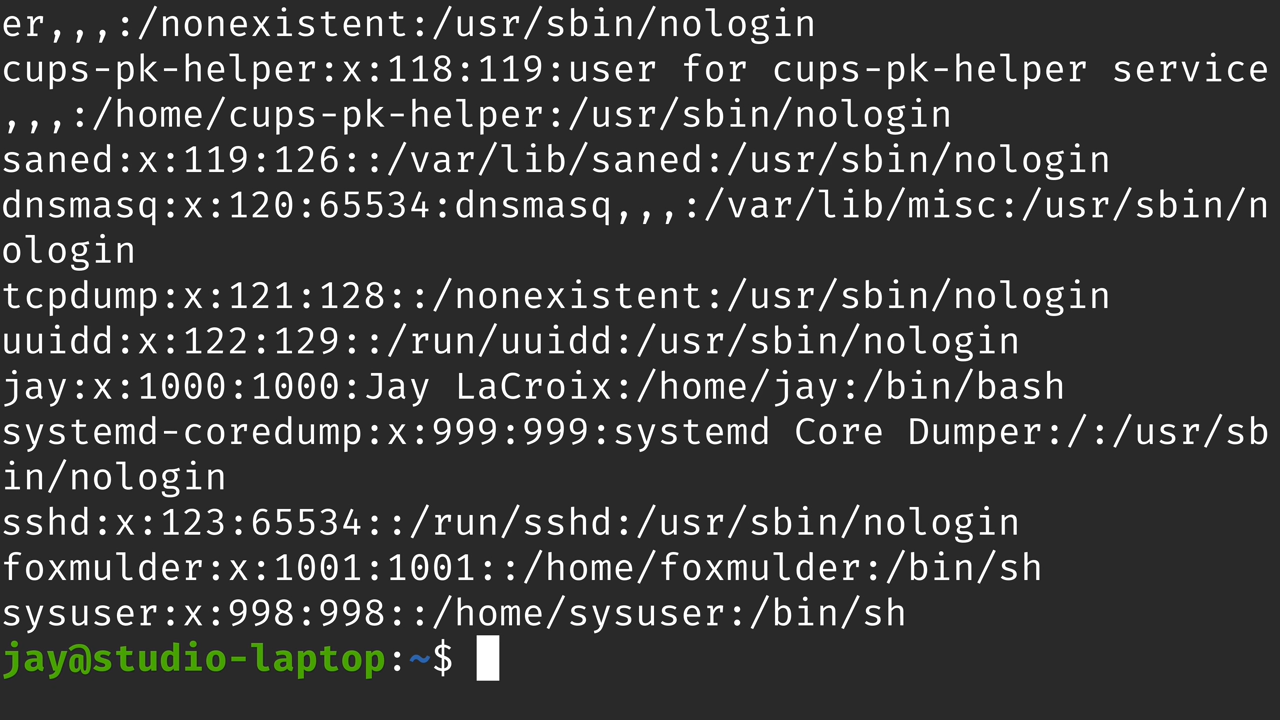 er,,,:/nonexistent:/usr/sbin/nologin
cups-pk-helper:x:118:119:user for cups-pk-helper service
,,,:/home/cups-pk-helper:/usr/sbin/nologin
saned:x:119:126::/var/lib/saned:/usr/sbin/nologin
dnsmasq:x:120:65534:dnsmasq,,,:/var/lib/misc:/usr/sbin/n
ologin
tcpdump:x:121:128::/nonexistent:/usr/sbin/nologin
uuidd:x:122:129::/run/uuidd:/usr/sbin/nologin
jay:x:1000:1000:Jay LaCroix:/home/jay:/bin/bash
systemd-coredump:x:999:999:systemd Core Dumper:/:/usr/sb
in/nologin
sshd:x:123:65534::/run/sshd:/usr/sbin/nologin
foxmulder:x:1001:1001::/home/foxmulder:/bin/sh
sysuser:x:998:998::/home/sysuser:/bin/sh
jay@studio-laptop:~$